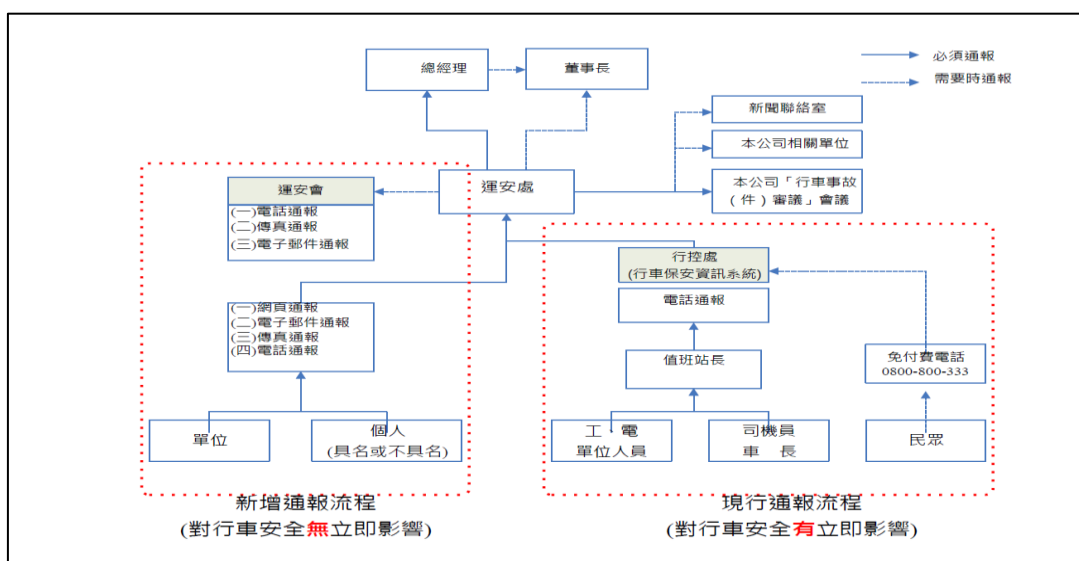 總經理
董事長
必須通報
需要時通報
新聞聯絡室
本公司相關單位
本公司「行車事故
（件）審議」會議
運安處
運安會
(一)電話通報
(二)傳真通報
(三)電子郵件通報
行控處
(行車保安資訊系統)
電話通報
(一)網頁通報
(二)電子郵件通報
(三)傳真通報
(四)電話通報
值班站長
免付費電話
0800-800-333
單位
個人
(具名或不具名)
工、電
單位人員
司機員
車 長
民眾
新增通報流程
(對行車安全無立即影響)
現行通報流程
(對行車安全有立即影響)